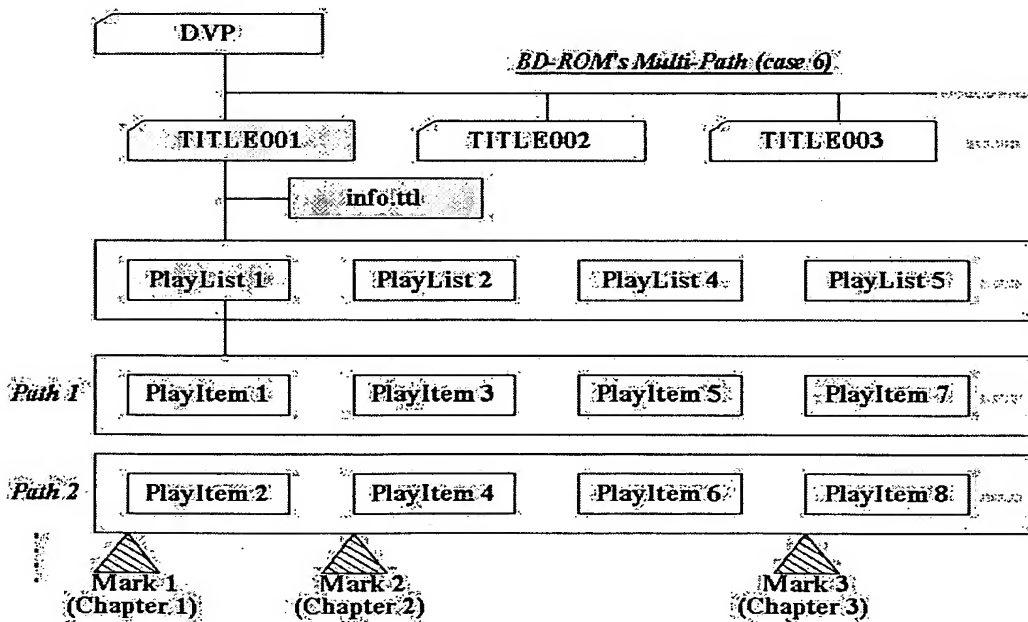 DVP
BD-ROM's Multi-Path (case 6)
TITLE001 TITLE002 TITLE003
info.ttl
PlayList 1 PlayList 2 PlayList 4 PlayList 5
Path 1 PlayItem 1 PlayItem 3 PlayItem 5 PlayItem 7
Path 2 PlayItem 2 PlayItem 4 PlayItem 6 PlayItem 8
Mark 1 Mark 2 Mark 3
(Chapter 1) (Chapter 2) (Chapter 3)